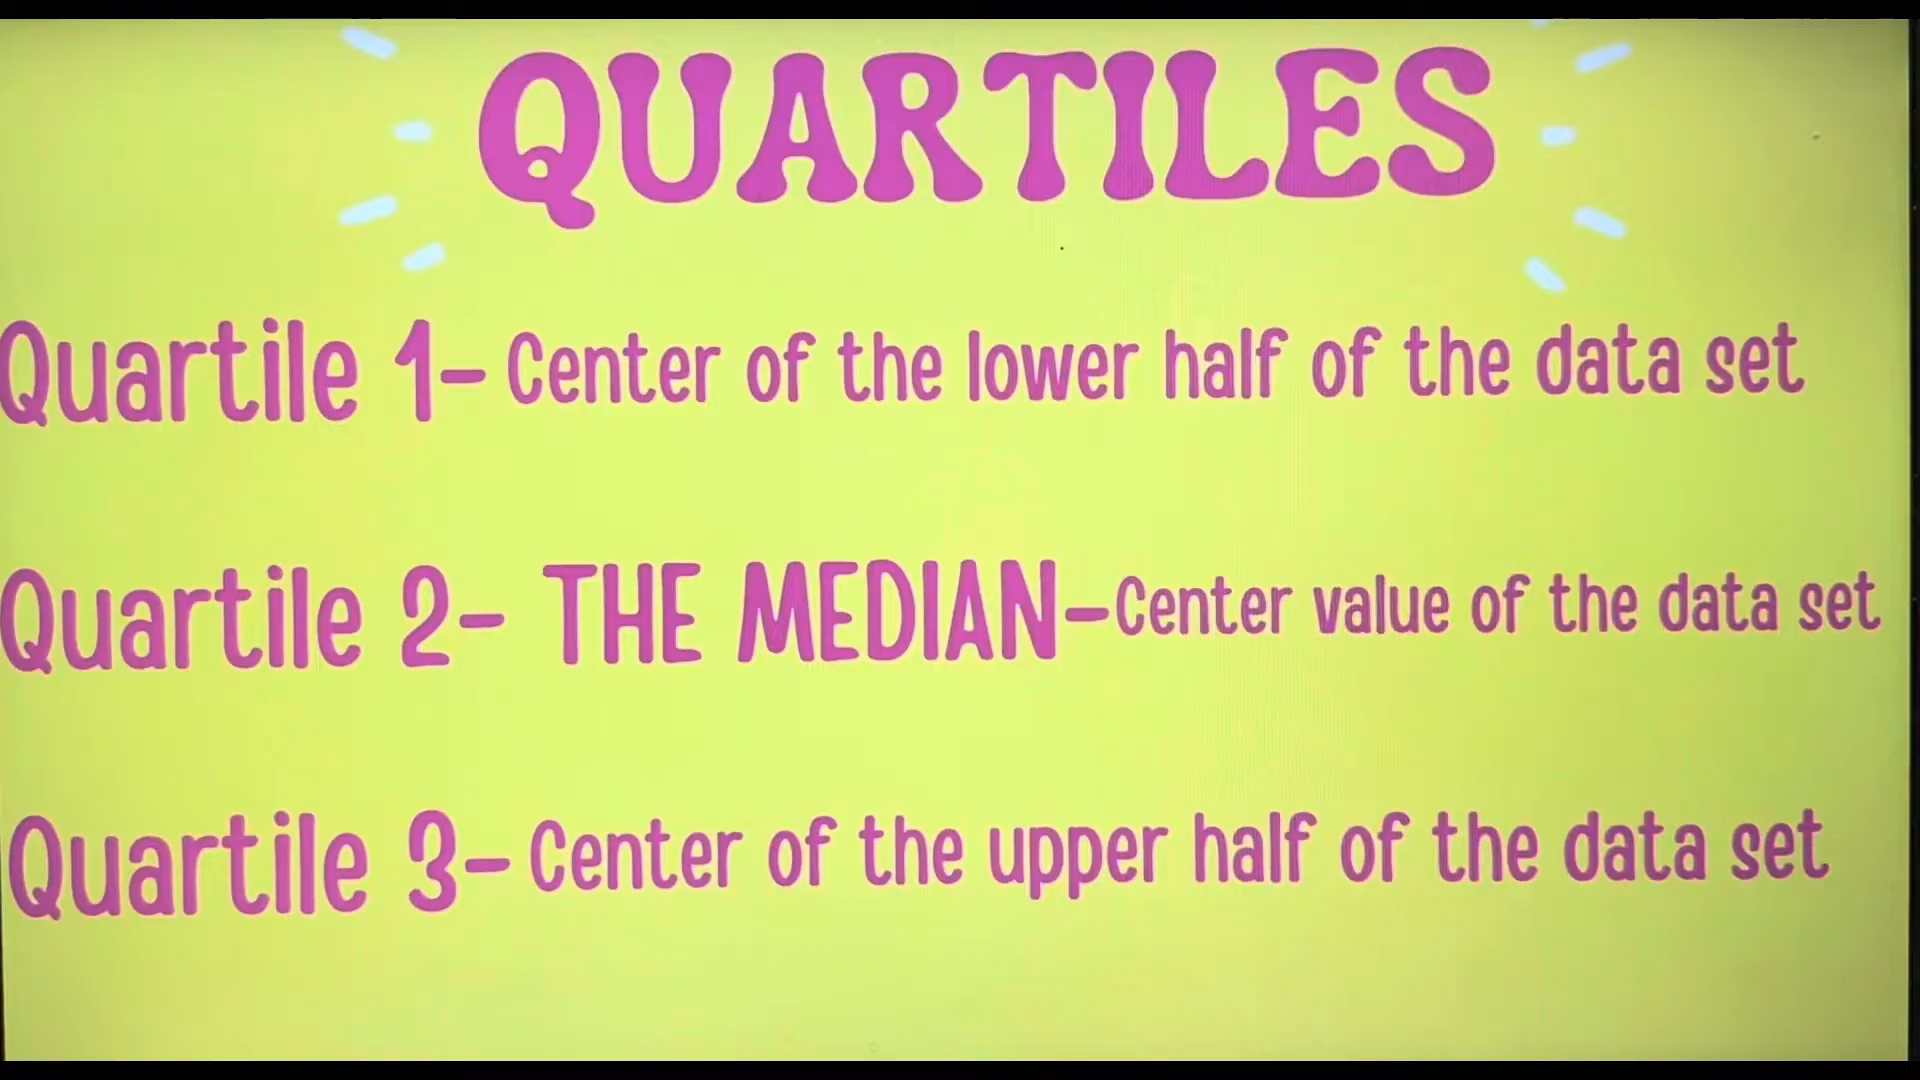 QUARTILES
Quartile 1- Center of the lower half of the data set
Quartile 2- THE MEDIAN-Center value of the data set
Quartile 3- Center of the upper half of the data set